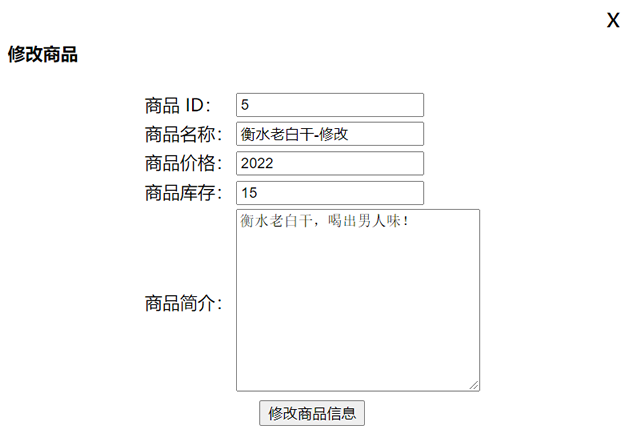 X
修改商品
商品 ID： 5
商品名称： 衡水老白干-修改
商品价格： 2022
商品库存： 15
衡水老白干，喝出男人味！
商品简介：
修改商品信息